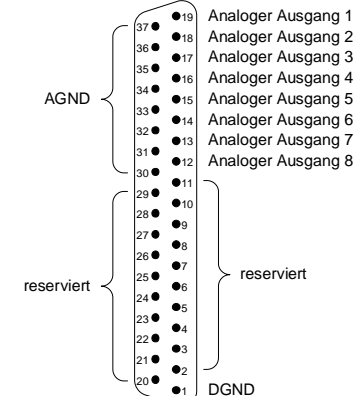 19 Analoger Ausgang 1
37
18 Analoger Ausgang 2
36
17 Analoger Ausgang 3
35
16 Analoger Ausgang 4
34
AGND
15 Analoger Ausgang 5
33
14 Analoger Ausgang 6
32
13 Analoger Ausgang 7
31
12 Analoger Ausgang 8
30
11
29
10
28
9
27
8
26
7
reserviert
25
6
reserviert
24
5
23
4
22
3
21
2
20
1 DGND